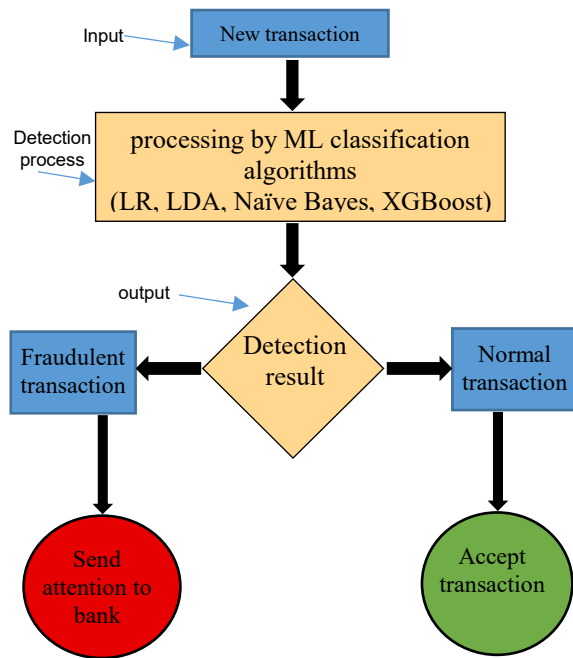 Input
New transaction
Detection
process
processing by ML classification
algorithms
(LR, LDA, Naïve Bayes, XGBoost)
output
Detection
result
Fraudulent
transaction
Normal
transaction
Send
attention to
bank
Accept
transaction